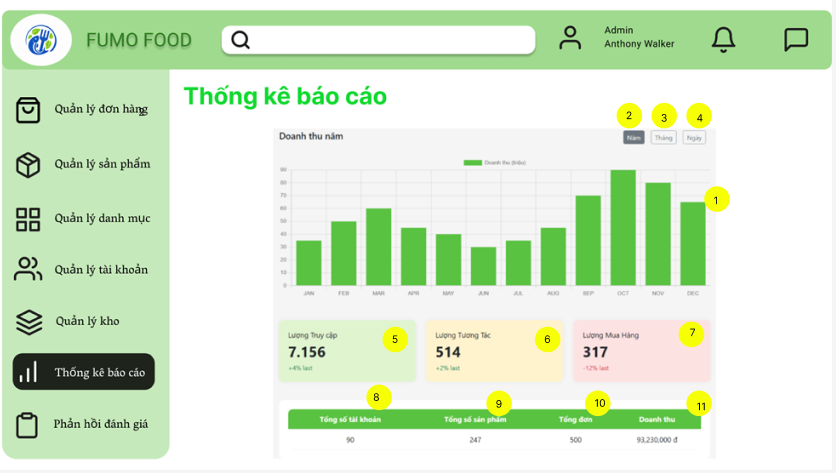 FUMO FOOD
Admin
Anthony Walker
Quản lý đơn hàng
Quản lý sản phẩm
Quản lý danh mục
Quản lý tài khoản
Quản lý kho
Thống kê báo cáo
Phản hồi đánh giá
Thống kê báo cáo
2 3 4
Doanh thu năm
Năm Tháng Ngày
Doanh thu (triệu)
90
80
70
60
50
40
30
20
10
0
1
JAN FEB MAR APR MAY JUN JUL AUG SEP OCT NOV DEC
Lượng Truy cập
7.156
+4% last
5
Lượng Tương Tác
514
+2% last
6
Lượng Mua Hàng
317
-12% last
7
8 9 10 11
Tổng số tài khoản Tổng số sản phẩm Tổng đơn Doanh thu
90 247 500 93,230,000 đ